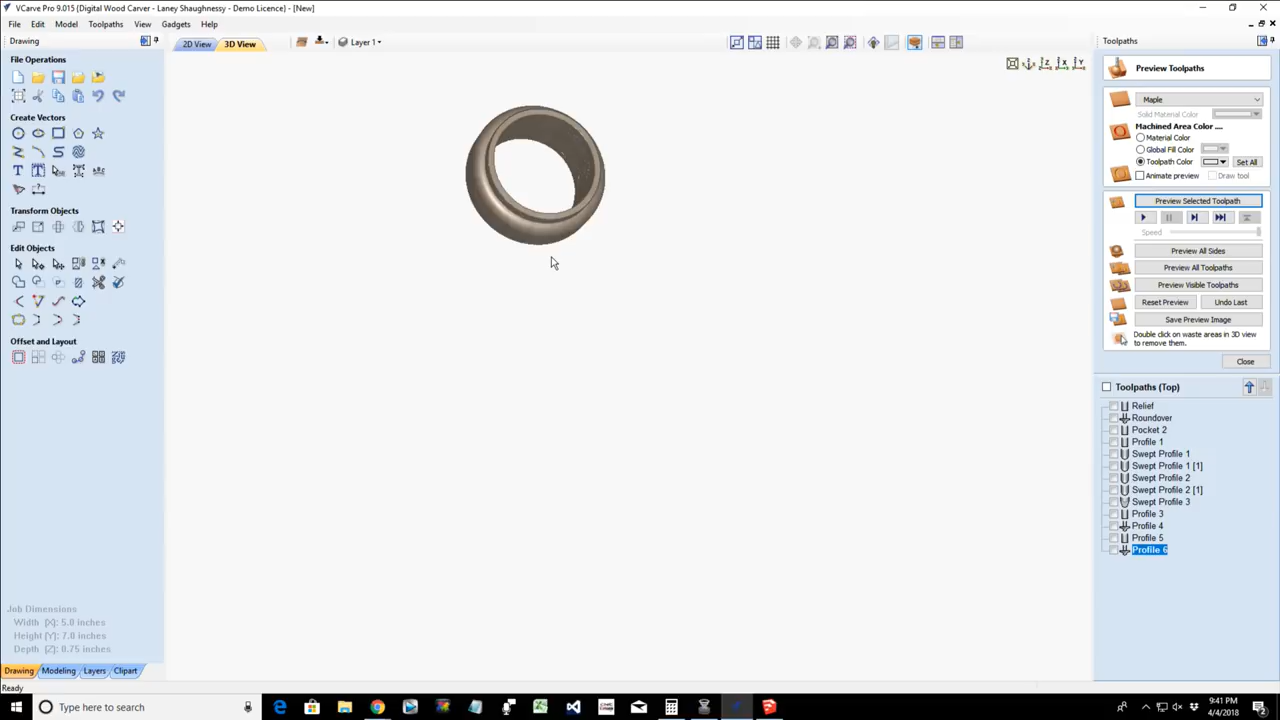 VCarve Pro 9.015 {Digital Wood Carver - Laney Shaughnessy - Demo Licence} - [New]
File Edit Model Toolpaths View Gadgets Help
Drawing
2D View 3D View Layer 1
Toolpaths
File Operations
Create Vectors
Transform Objects
Edit Objects
Offset and Layout
Job Dimensions
Width (X): 5.0 inches
Height (Y): 7.0 inches
Depth (Z): 0.75 inches
Drawing Modeling Layers Clipart
Ready
Preview Toolpaths
Maple
Solid Material Color
Machined Area Color ....
Material Color
Global Fill Color
Toolpath Color Set All
Animate preview Draw tool
Preview Selected Toolpath
Speed
Preview All Sides
Preview All Toolpaths
Preview Visible Toolpaths
Reset Preview Undo Last
Save Preview Image
Double click on waste areas in 3D view
to remove them.
Close
Toolpaths (Top)
Relief
Roundover
Pocket 2
Profile 1
Swept Profile 1
Swept Profile 1 [1]
Swept Profile 2
Swept Profile 2 [1]
Swept Profile 3
Profile 3
Profile 4
Profile 5
Profile 6
Type here to search
9:41 PM
4/4/2018